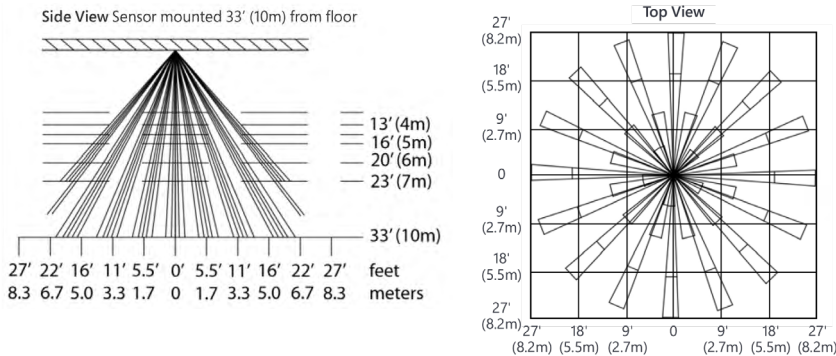 Side View Sensor mounted 33' (10m) from floor
13' (4m)
16' (5m)
20' (6m)
23' (7m)
33' (10m)
27' 22' 16' 11' 5.5' 0' 5.5' 11' 16' 22' 27' feet
8.3 6.7 5.0 3.3 1.7 0 1.7 3.3 5.0 6.7 8.3 meters
Top View
27'
(8.2m)
18'
(5.5m)
9'
(2.7m)
0
9'
(2.7m)
18'
(5.5m)
27'
(8.2m)
27' 18' 9' 0 9' 18' 27'
(8.2m) (5.5m) (2.7m) (2.7m) (5.5m) (8.2m)